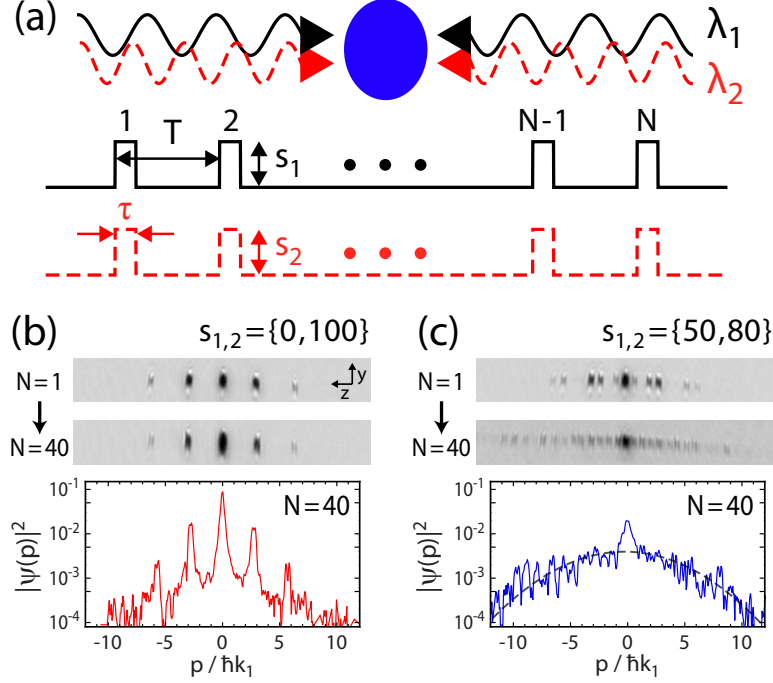 (a)
λ₁
λ₂
1 T 2 s₁ N-1 N
τ s₂
(b) s₁,₂={0,100}
N=1
y
z
N=40
N=40
|ψ(p)|²
10⁻¹
10⁻²
10⁻³
10⁻⁴
-10 -5 0 5 10
p / ħk₁
(c) s₁,₂={50,80}
N=1
N=40
N=40
|ψ(p)|²
10⁻¹
10⁻²
10⁻³
10⁻⁴
-10 -5 0 5 10
p / ħk₁